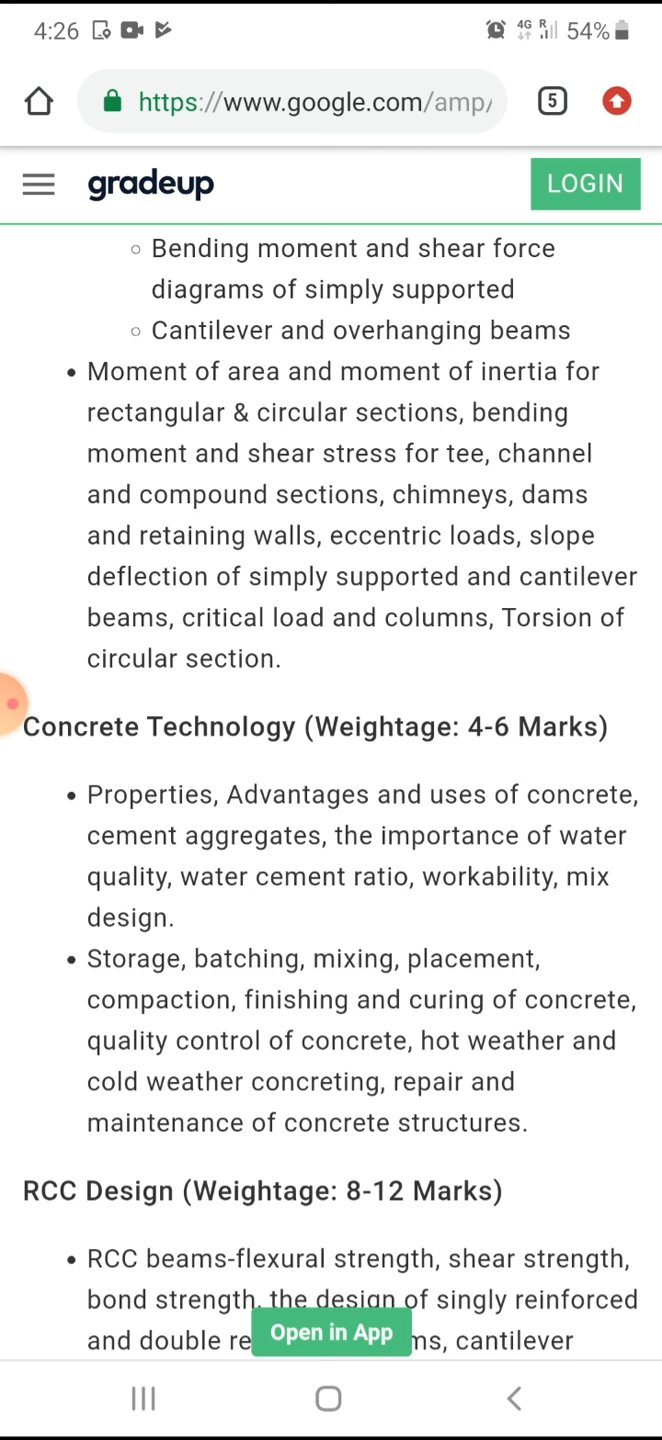 4:26
4G R 54%
https://www.google.com/amp/
5
gradeup
LOGIN
Bending moment and shear force
diagrams of simply supported
Cantilever and overhanging beams
Moment of area and moment of inertia for
rectangular & circular sections, bending
moment and shear stress for tee, channel
and compound sections, chimneys, dams
and retaining walls, eccentric loads, slope
deflection of simply supported and cantilever
beams, critical load and columns, Torsion of
circular section.
Concrete Technology (Weightage: 4-6 Marks)
Properties, Advantages and uses of concrete,
cement aggregates, the importance of water
quality, water cement ratio, workability, mix
design.
Storage, batching, mixing, placement,
compaction, finishing and curing of concrete,
quality control of concrete, hot weather and
cold weather concreting, repair and
maintenance of concrete structures.
RCC Design (Weightage: 8-12 Marks)
RCC beams-flexural strength, shear strength,
bond strength, the design of singly reinforced
and double re ms, cantilever
Open in App